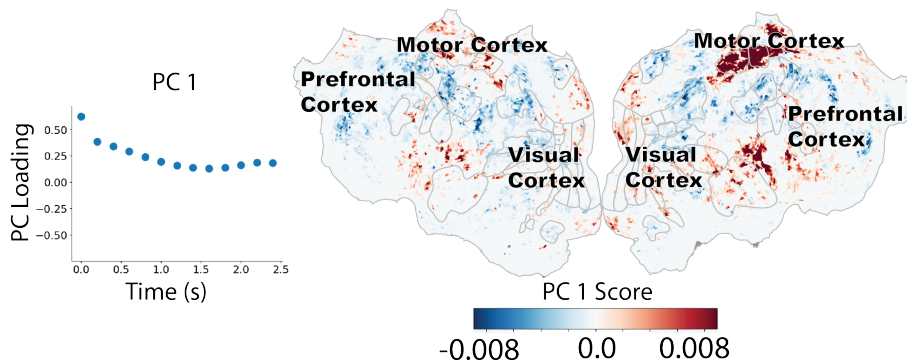 PC 1
PC Loading
0.50
0.25
0.00
−0.25
−0.50
0.0 0.5 1.0 1.5 2.0 2.5
Time (s)
Motor Cortex
Prefrontal
Cortex
Visual
Cortex
Motor Cortex
Prefrontal
Cortex
Visual
Cortex
PC 1 Score
-0.008 0.0 0.008